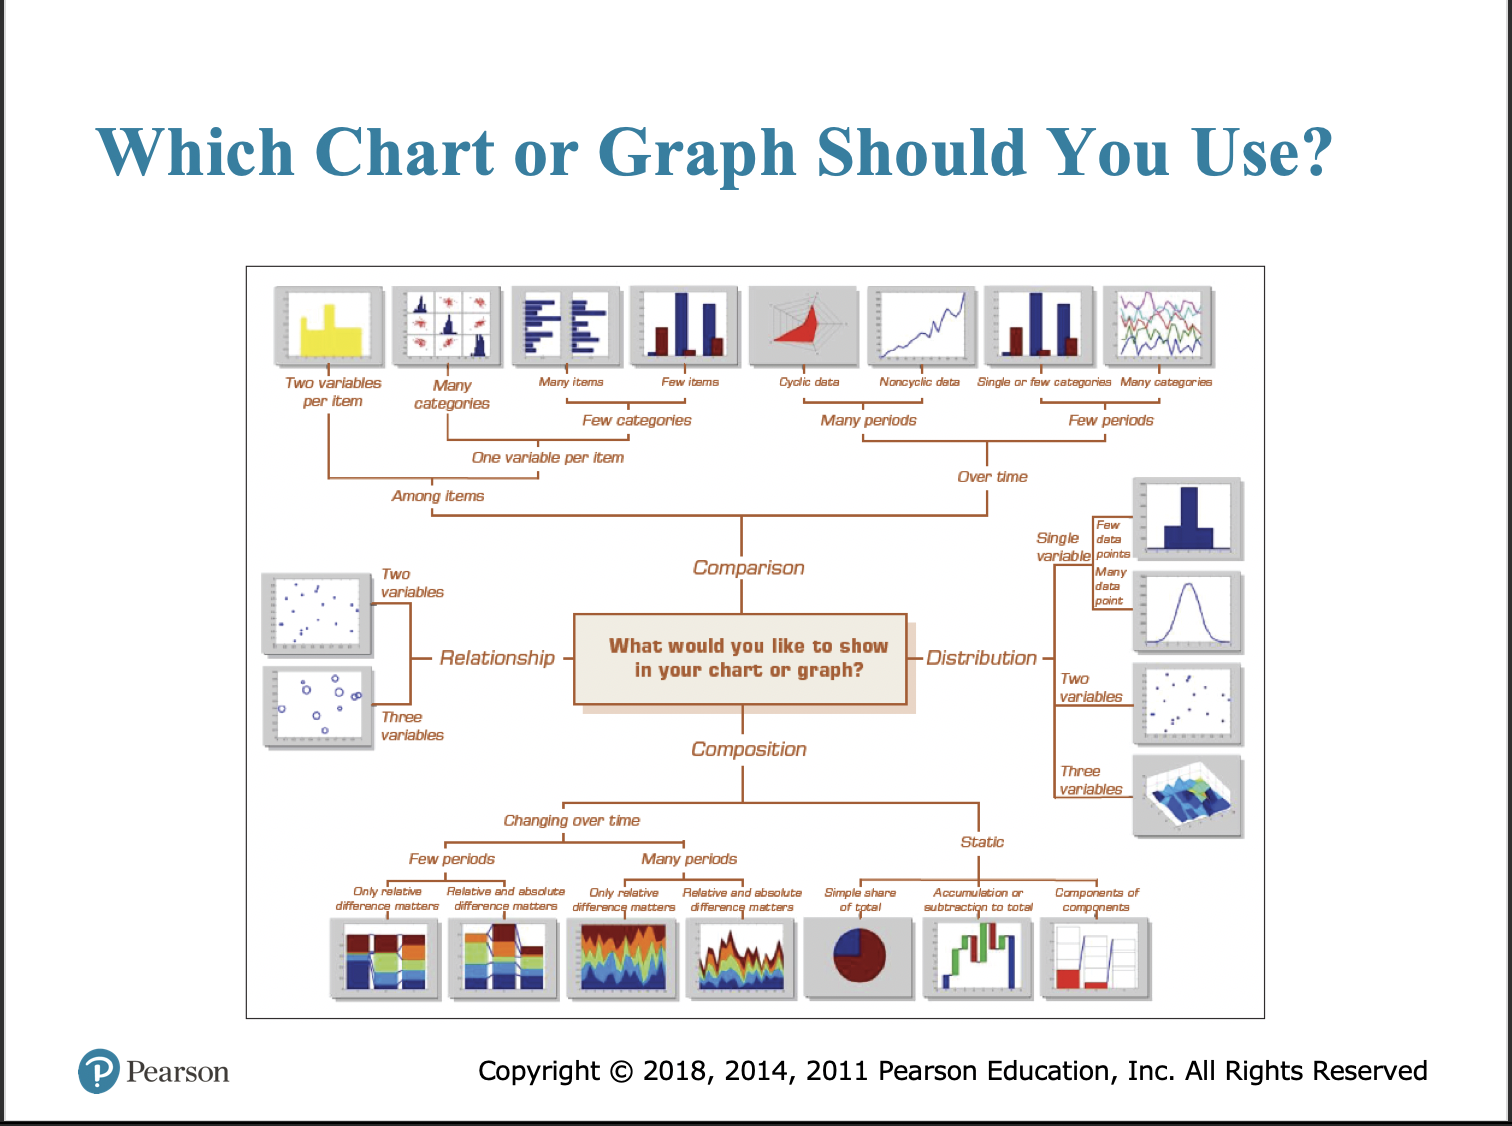 Which Chart or Graph Should You Use?
Two variables
per item
Many
categories
Many items
Few items
Cyclic data
Noncyclic data
Single or few categories
Many categories
Few categories
Many periods
Few periods
One variable per item
Over time
Among items
Comparison
Single
variable
Few
data
points
Many
data
point
Two
variables
Relationship
What would you like to show
in your chart or graph?
Distribution
Two
variables
Three
variables
Three
variables
Composition
Changing over time
Static
Few periods
Many periods
Only relative
difference matters
Relative and absolute
difference matters
Only relative
difference matters
Relative and absolute
difference matters
Simple share
of total
Accumulation or
subtraction to total
Components of
components
P Pearson
Copyright © 2018, 2014, 2011 Pearson Education, Inc. All Rights Reserved